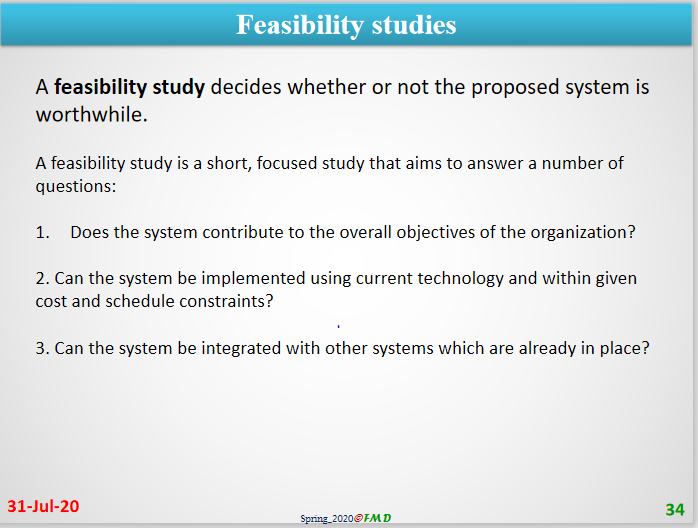 Feasibility studies
A feasibility study decides whether or not the proposed system is
worthwhile.
A feasibility study is a short, focused study that aims to answer a number of
questions:
1. Does the system contribute to the overall objectives of the organization?
2. Can the system be implemented using current technology and within given
cost and schedule constraints?
3. Can the system be integrated with other systems which are already in place?
31-Jul-20
Spring_2020©FMD
34